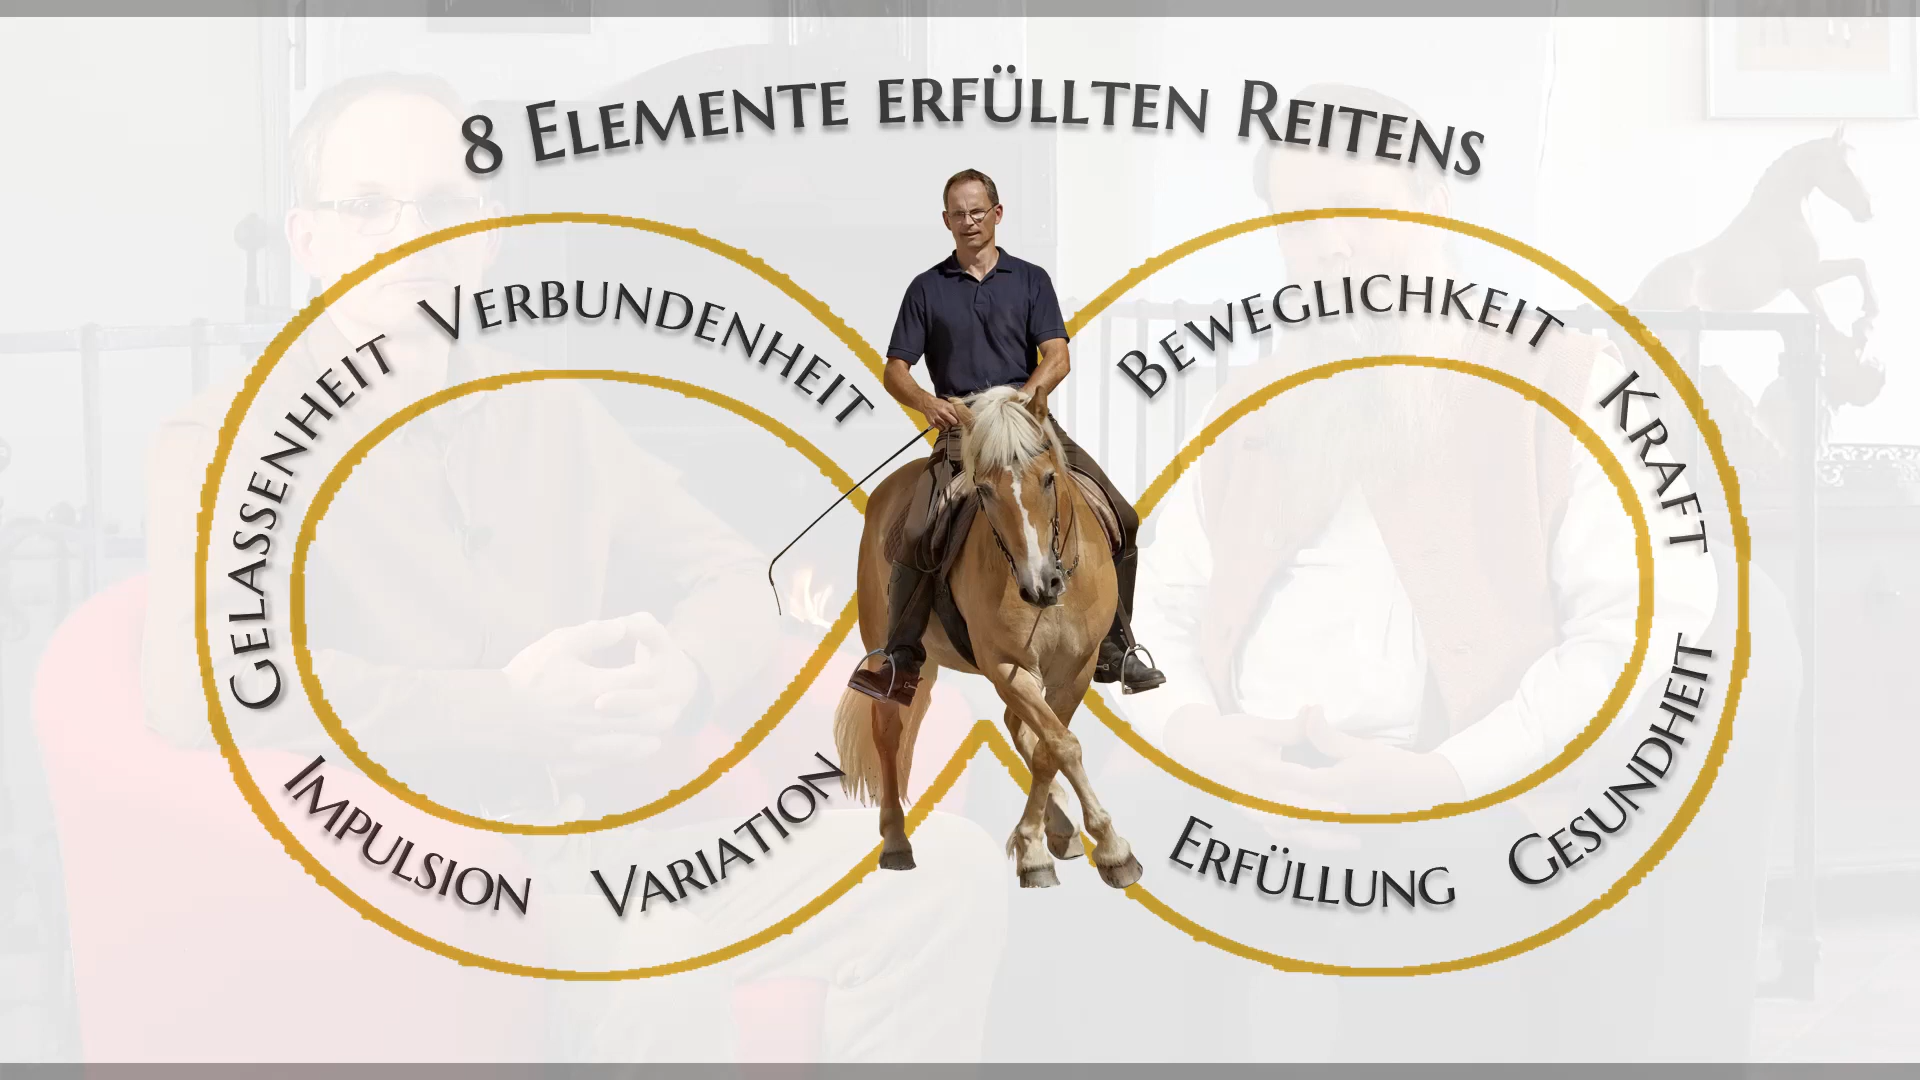 8 Elemente erfüllten Reitens
Verbundenheit
Gelassenheit
Impulsion
Variation
Beweglichkeit
Kraft
Gesundheit
Erfüllung